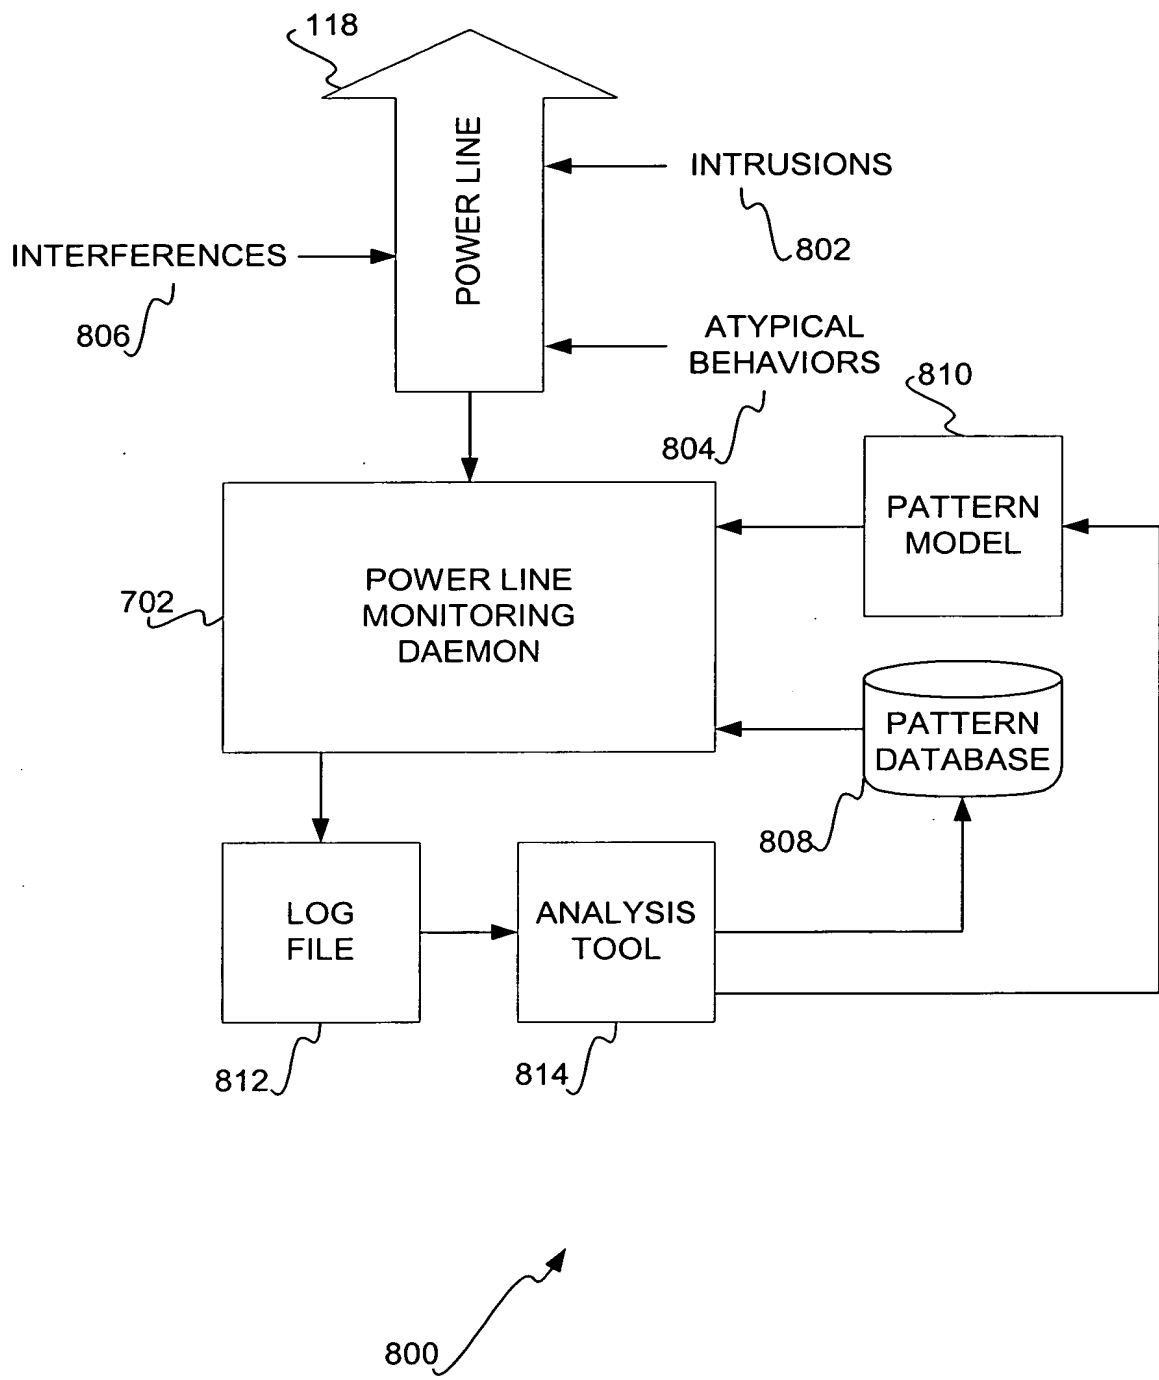 118
POWER LINE
INTRUSIONS
802
INTERFERENCES
806
ATYPICAL
BEHAVIORS
804
810
PATTERN
MODEL
POWER LINE
MONITORING
DAEMON
702
PATTERN
DATABASE
808
LOG
FILE
ANALYSIS
TOOL
812
814
800